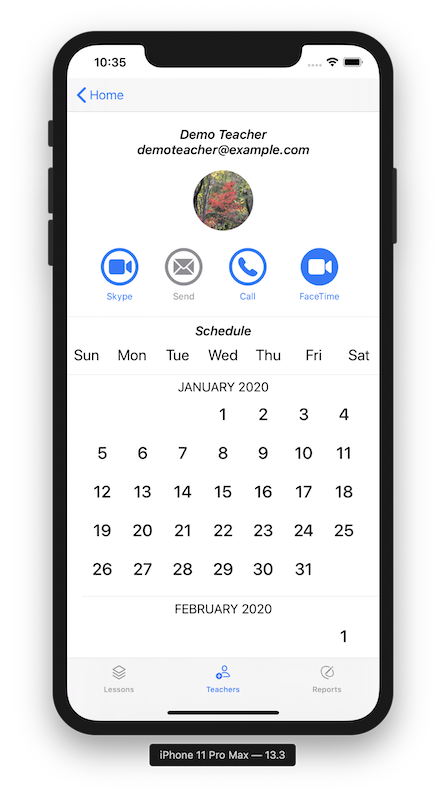 10:35
Home
Demo Teacher
demoteacher@example.com
Skype Send Call FaceTime
Schedule
Sun Mon Tue Wed Thu Fri Sat
JANUARY 2020
1 2 3 4
5 6 7 8 9 10 11
12 13 14 15 16 17 18
19 20 21 22 23 24 25
26 27 28 29 30 31
FEBRUARY 2020
1
Lessons Teachers Reports
iPhone 11 Pro Max — 13.3